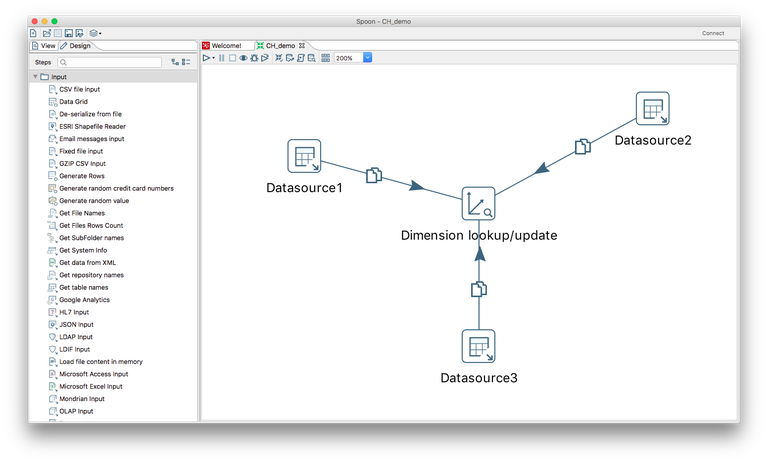 Spoon - CH_demo
Connect
View
Design
Welcome!
CH_demo
Steps
200%
Input
CSV file input
Data Grid
De-serialize from file
ESRI Shapefile Reader
Email messages input
Fixed file input
GZIP CSV Input
Generate Rows
Generate random credit card numbers
Generate random value
Get File Names
Get Files Rows Count
Get SubFolder names
Get System Info
Get data from XML
Get repository names
Get table names
Google Analytics
HL7 Input
JSON Input
LDAP Input
LDIF Input
Load file content in memory
Microsoft Access Input
Microsoft Excel Input
Mondrian Input
OLAP Input
Datasource1
Datasource2
Dimension lookup/update
Datasource3